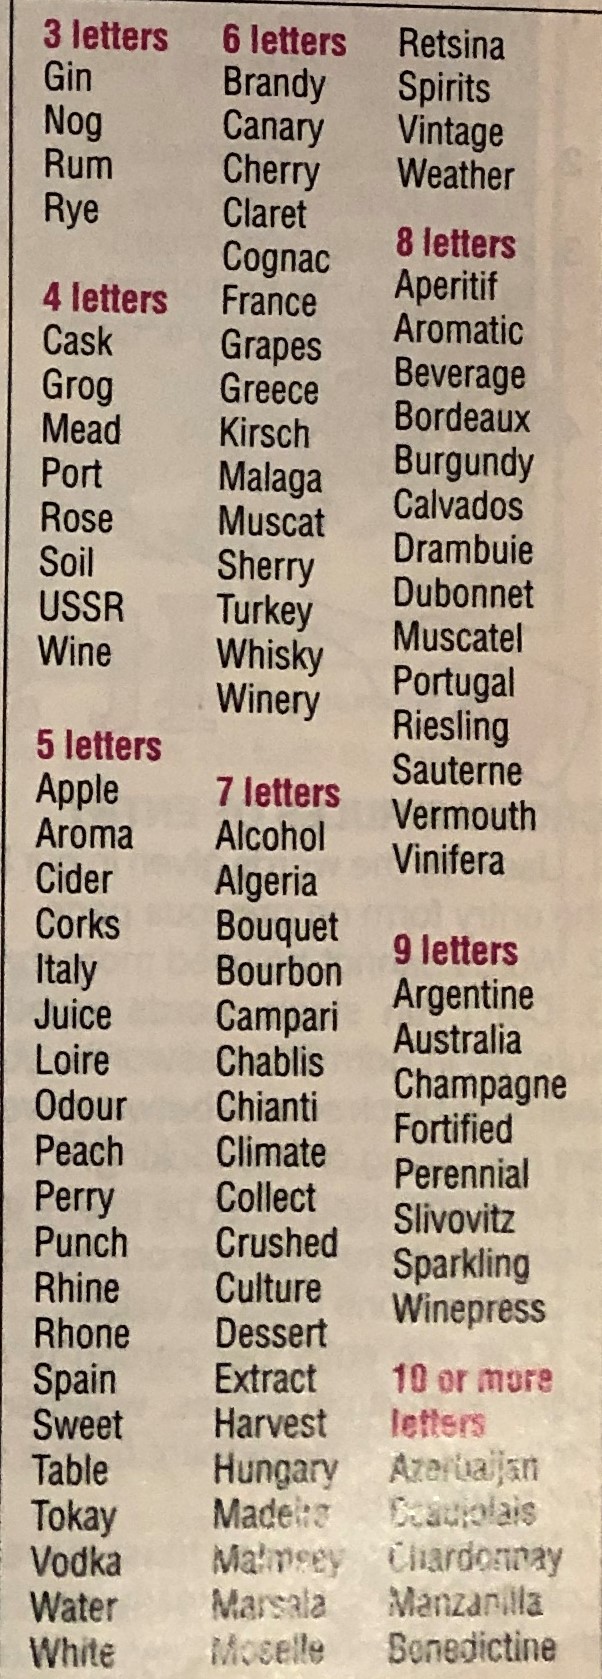 3 letters
Gin
Nog
Rum
Rye
4 letters
Cask
Grog
Mead
Port
Rose
Soil
USSR
Wine
5 letters
Apple
Aroma
Cider
Corks
Italy
Juice
Loire
Odour
Peach
Perry
Punch
Rhine
Rhone
Spain
Sweet
Table
Tokay
Vodka
Water
White
6 letters
Brandy
Canary
Cherry
Claret
Cognac
France
Grapes
Greece
Kirsch
Malaga
Muscat
Sherry
Turkey
Whisky
Winery
7 letters
Alcohol
Algeria
Bouquet
Bourbon
Campari
Chablis
Chianti
Climate
Collect
Crushed
Culture
Dessert
Extract
Harvest
Hungary
Madeira
Malmsey
Marsala
Moselle
Retsina
Spirits
Vintage
Weather
8 letters
Aperitif
Aromatic
Beverage
Bordeaux
Burgundy
Calvados
Drambuie
Dubonnet
Muscatel
Portugal
Riesling
Sauterne
Vermouth
Vinifera
9 letters
Argentine
Australia
Champagne
Fortified
Perennial
Slivovitz
Sparkling
Winepress
10 or more
letters
Azerbaijan
Beaujolais
Chardonnay
Manzanilla
Benedictine